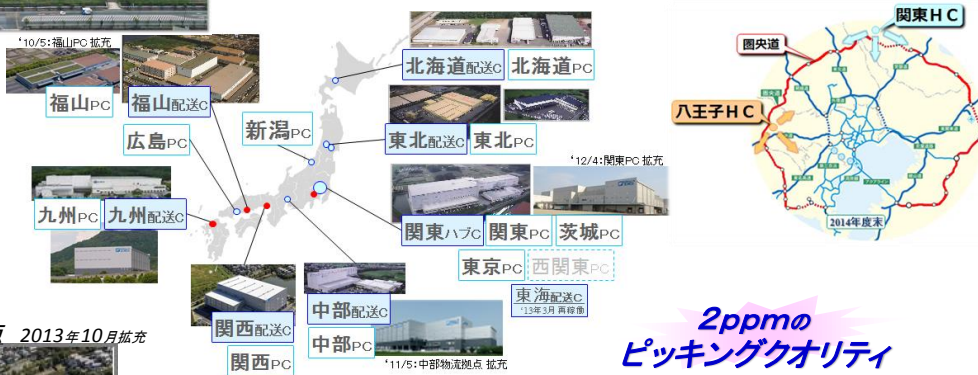 '10/5:福山PC 拡充
福山PC
福山配送C
広島PC
新潟PC
北海道配送C
北海道PC
東北配送C
東北PC
'12/4:関東PC 拡充
九州PC
九州配送C
関東ハブC
関東PC
茨城PC
東京PC
西関東PC
東海配送C
'13年3月 再稼働
関西配送C
関西PC
中部配送C
中部PC
'11/5:中部物流拠点 拡充
2013年10月拡充
関東HC
圏央道
八王子HC
2014年度末
2ppmの
ピッキングクオリティ